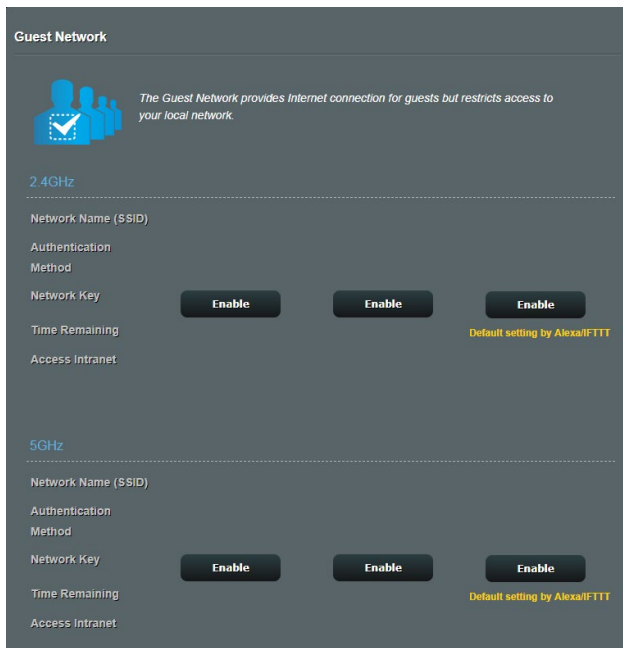 Guest Network
The Guest Network provides Internet connection for guests but restricts access to
your local network.
2.4GHz
Network Name (SSID)
Authentication
Method
Network Key
Enable Enable Enable
Time Remaining
Default setting by Alexa/IFTTT
Access Intranet
5GHz
Network Name (SSID)
Authentication
Method
Network Key
Enable Enable Enable
Time Remaining
Default setting by Alexa/IFTTT
Access Intranet